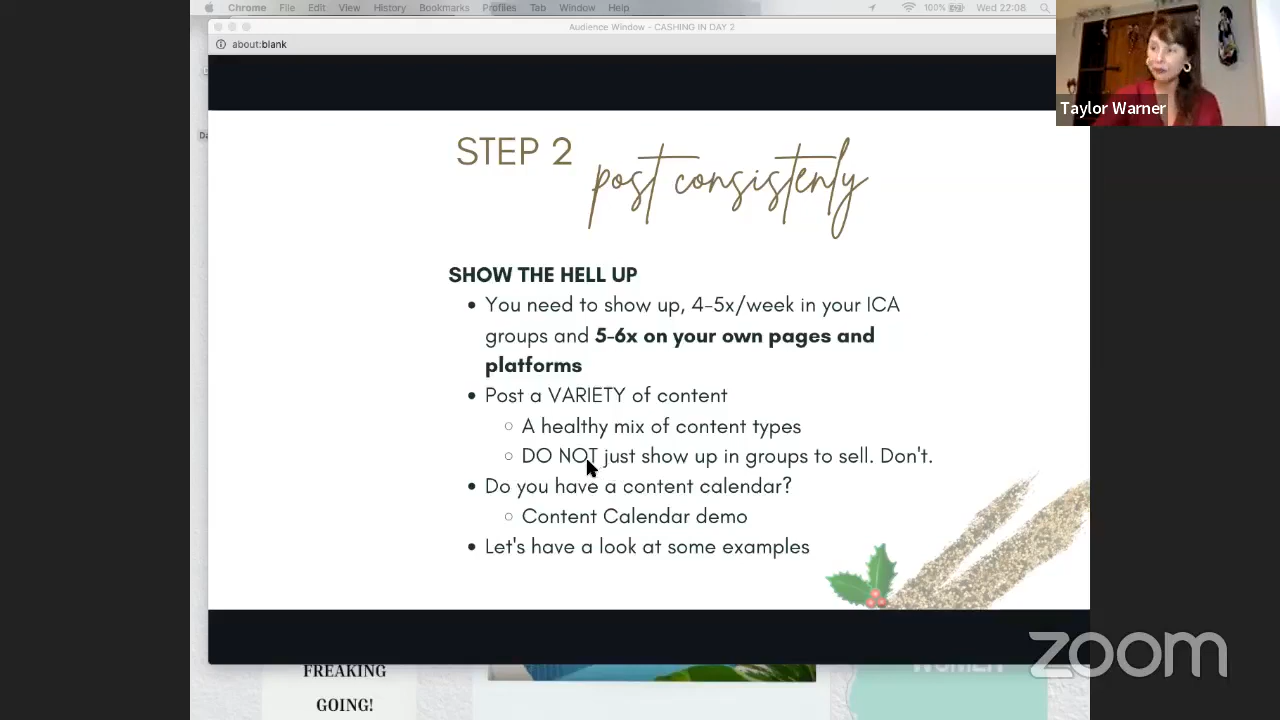 Chrome File Edit View History Bookmarks Profiles Tab Window Help 100% Wed 22:08
Audience Window - CASHING IN DAY 2
about:blank
Taylor Warner
STEP 2
post consistenly
SHOW THE HELL UP
• You need to show up, 4-5x/week in your ICA
groups and 5-6x on your own pages and
platforms
• Post a VARIETY of content
○ A healthy mix of content types
○ DO NOT just show up in groups to sell. Don't.
• Do you have a content calendar?
○ Content Calendar demo
• Let's have a look at some examples
zoom
FREAKING
GOING!